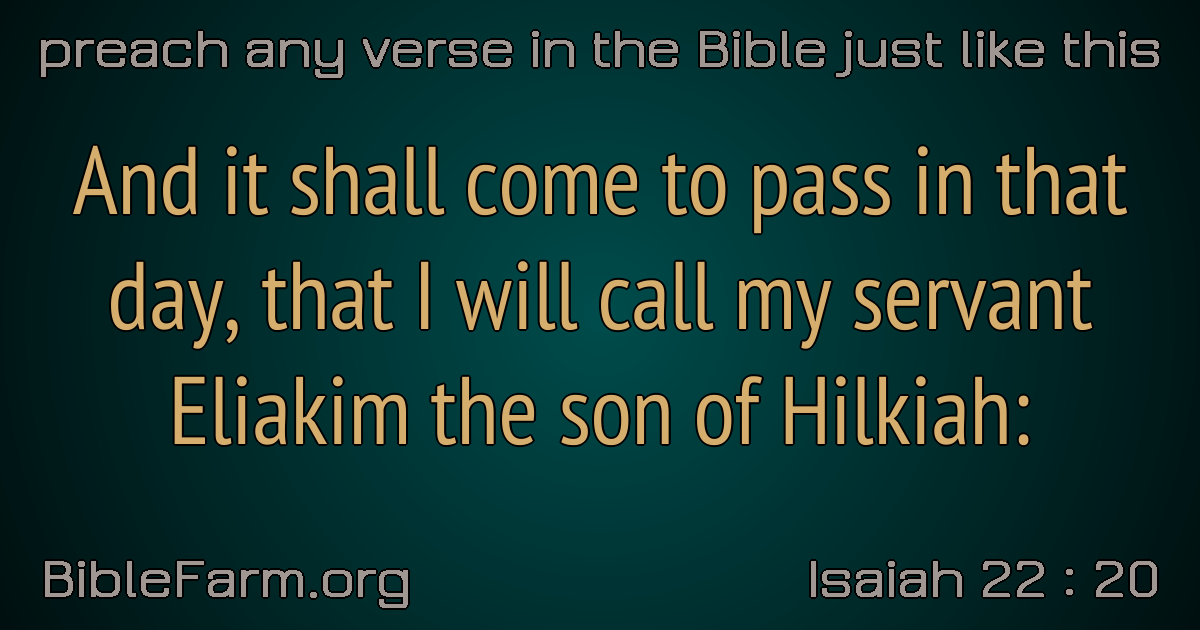 preach any verse in the Bible just like this
And it shall come to pass in that
day, that I will call my servant
Eliakim the son of Hilkiah:
BibleFarm.org
Isaiah 22 : 20